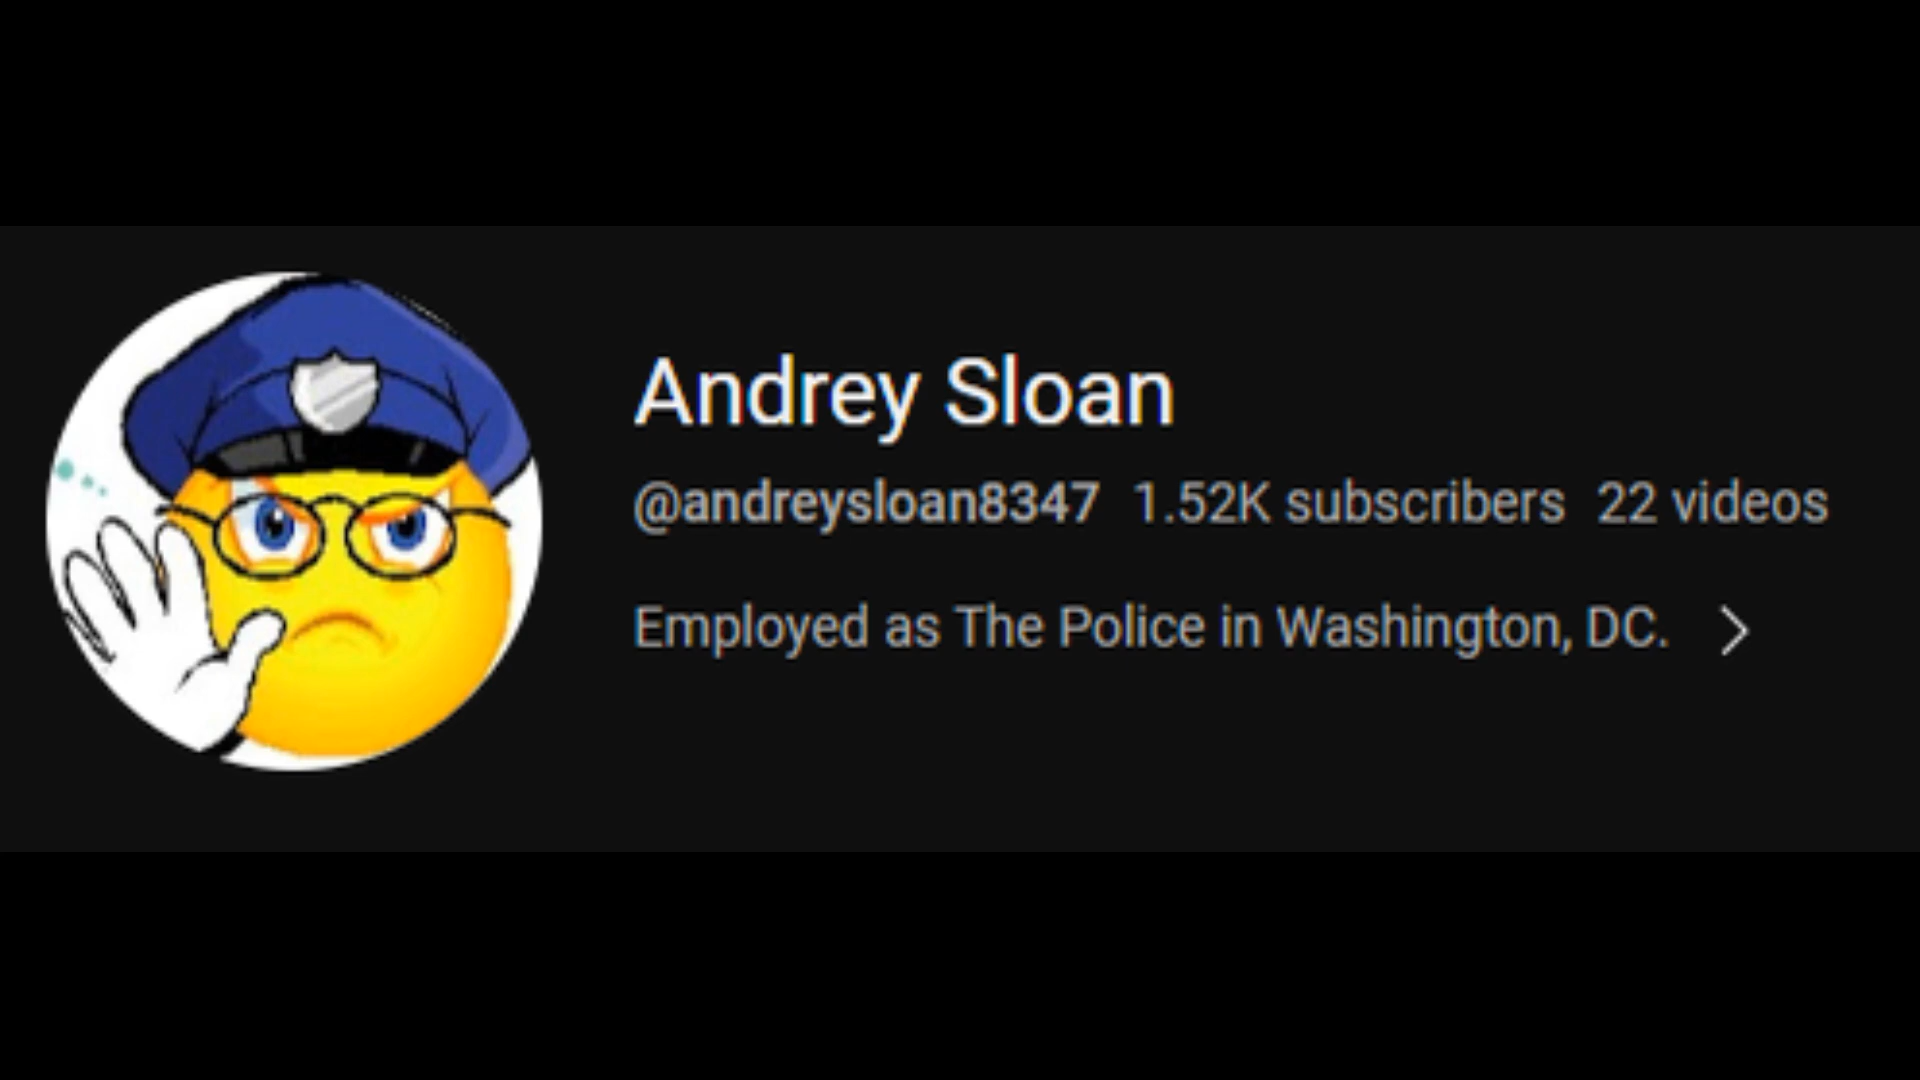 Andrey Sloan
@andreysloan8347 1.52K subscribers 22 videos
Employed as The Police in Washington, DC.